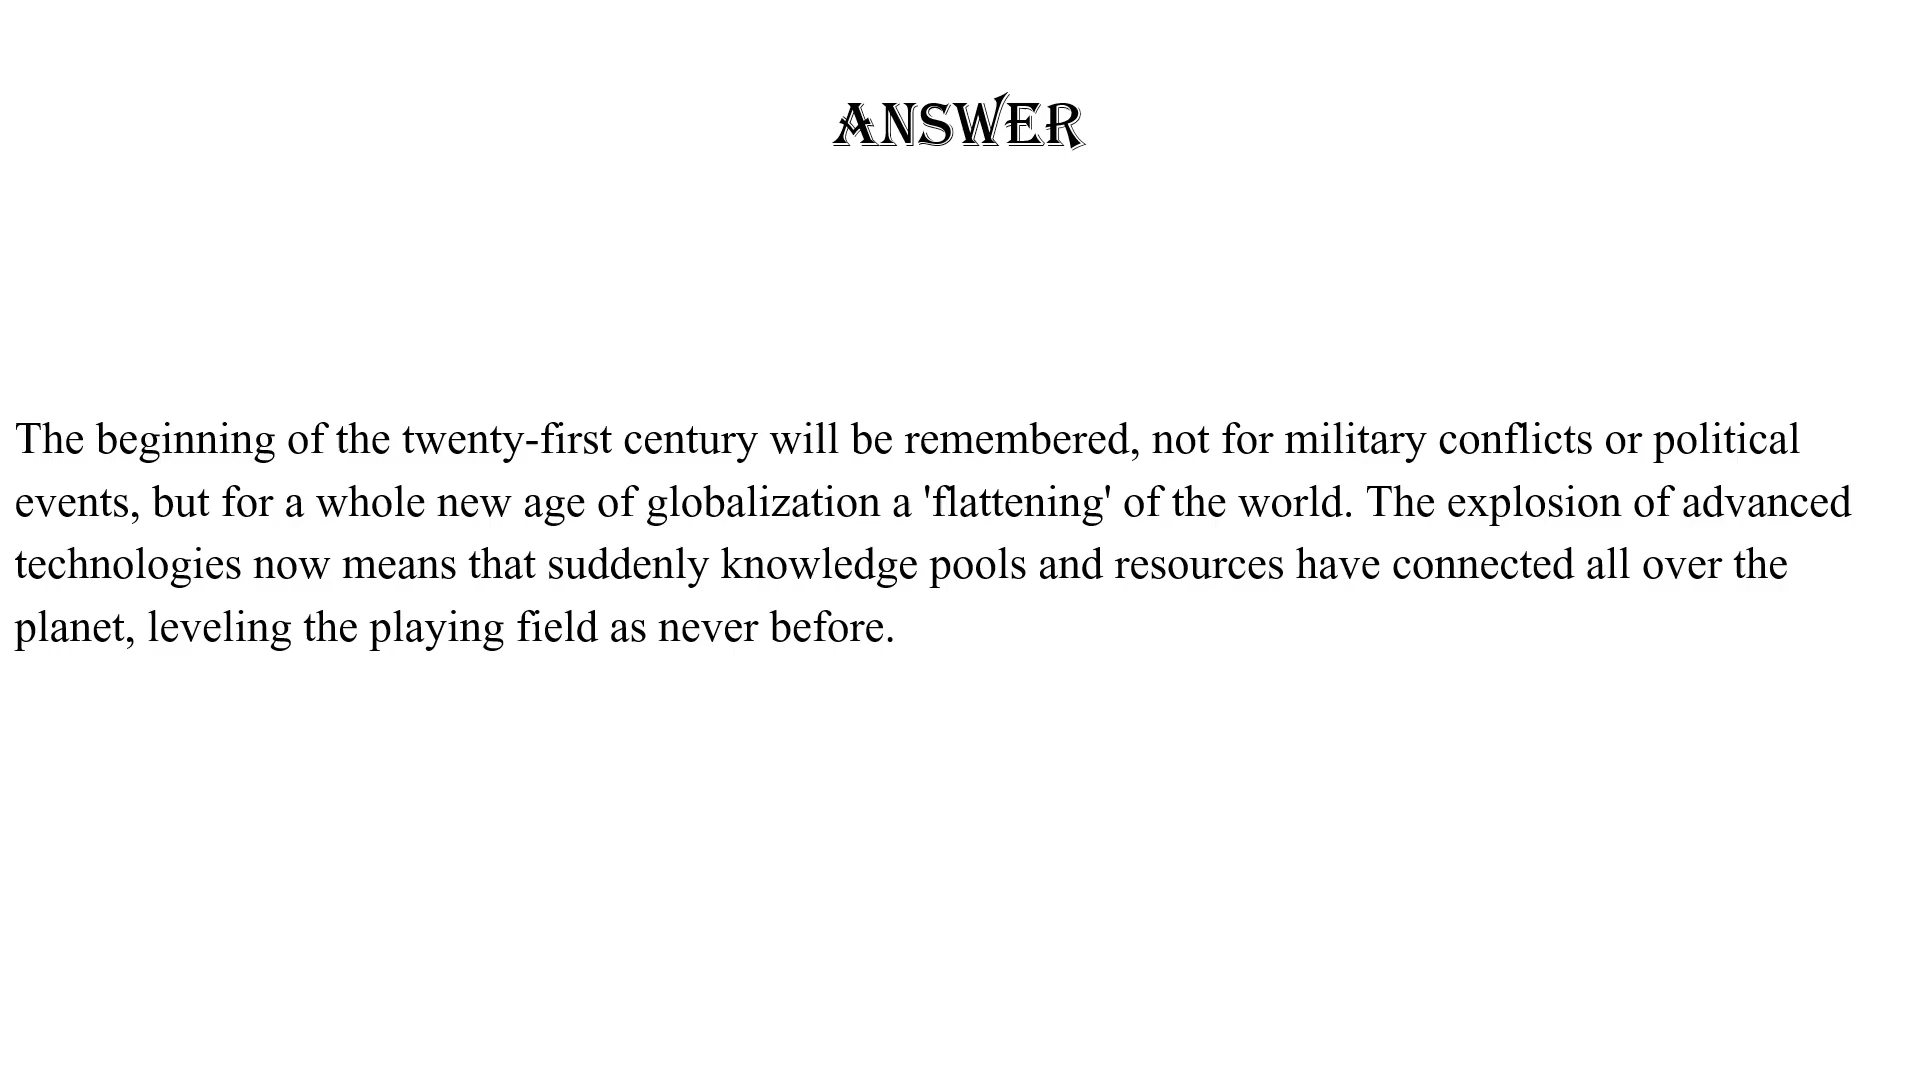 ANSWER
The beginning of the twenty-first century will be remembered, not for military conflicts or political
events, but for a whole new age of globalization a 'flattening' of the world. The explosion of advanced
technologies now means that suddenly knowledge pools and resources have connected all over the
planet, leveling the playing field as never before.